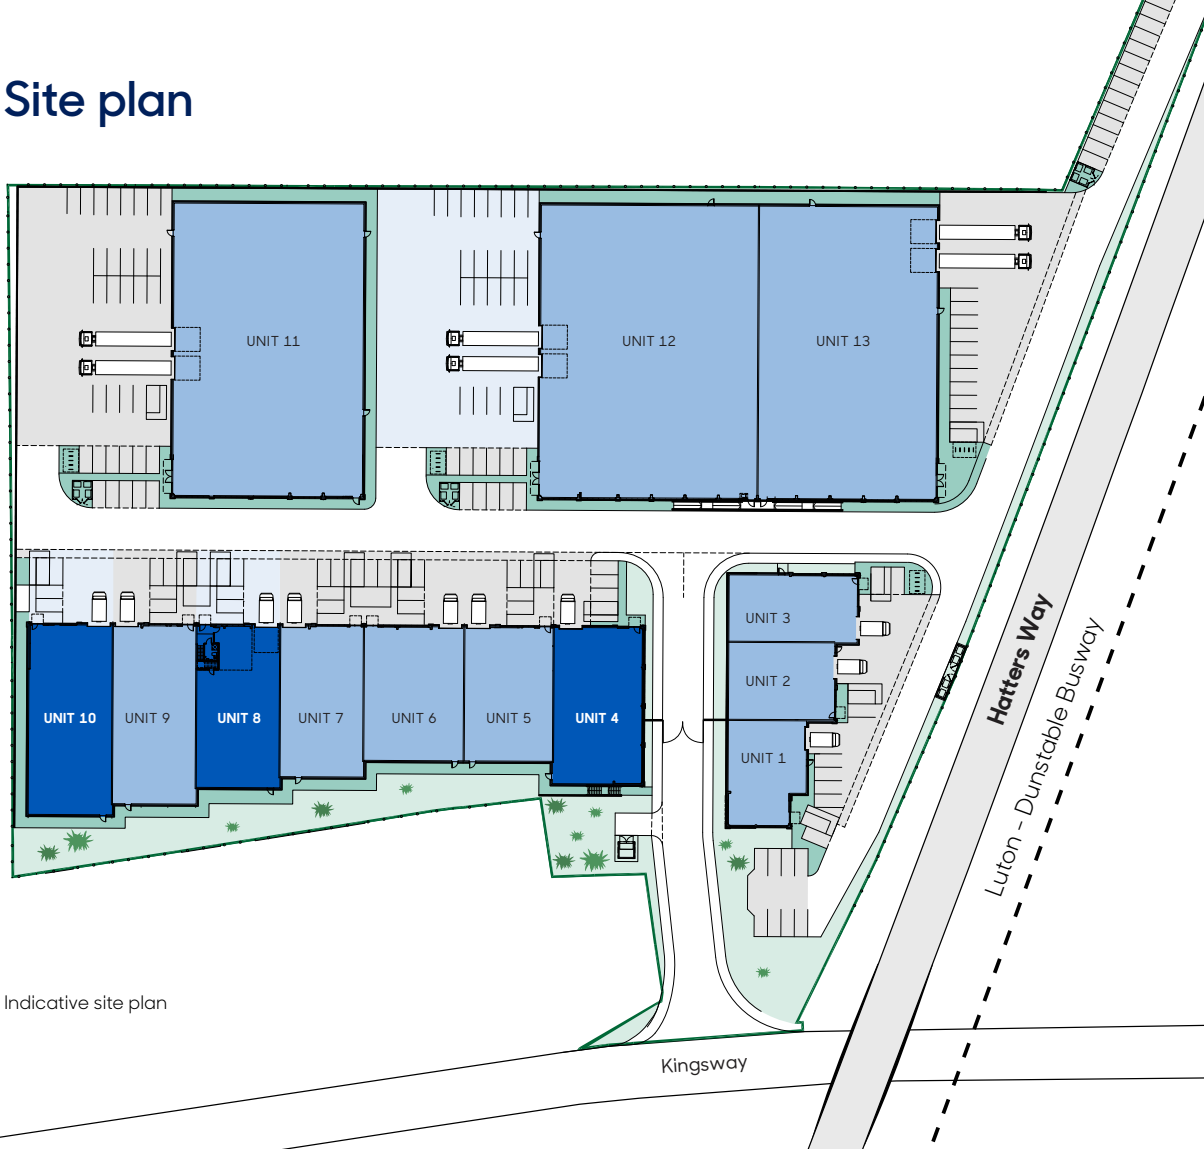 Site plan
UNIT 11
UNIT 12
UNIT 13
UNIT 3
UNIT 2
UNIT 1
UNIT 10
UNIT 9
UNIT 8
UNIT 7
UNIT 6
UNIT 5
UNIT 4
Hatters Way
Luton - Dunstable Busway
Indicative site plan
Kingsway